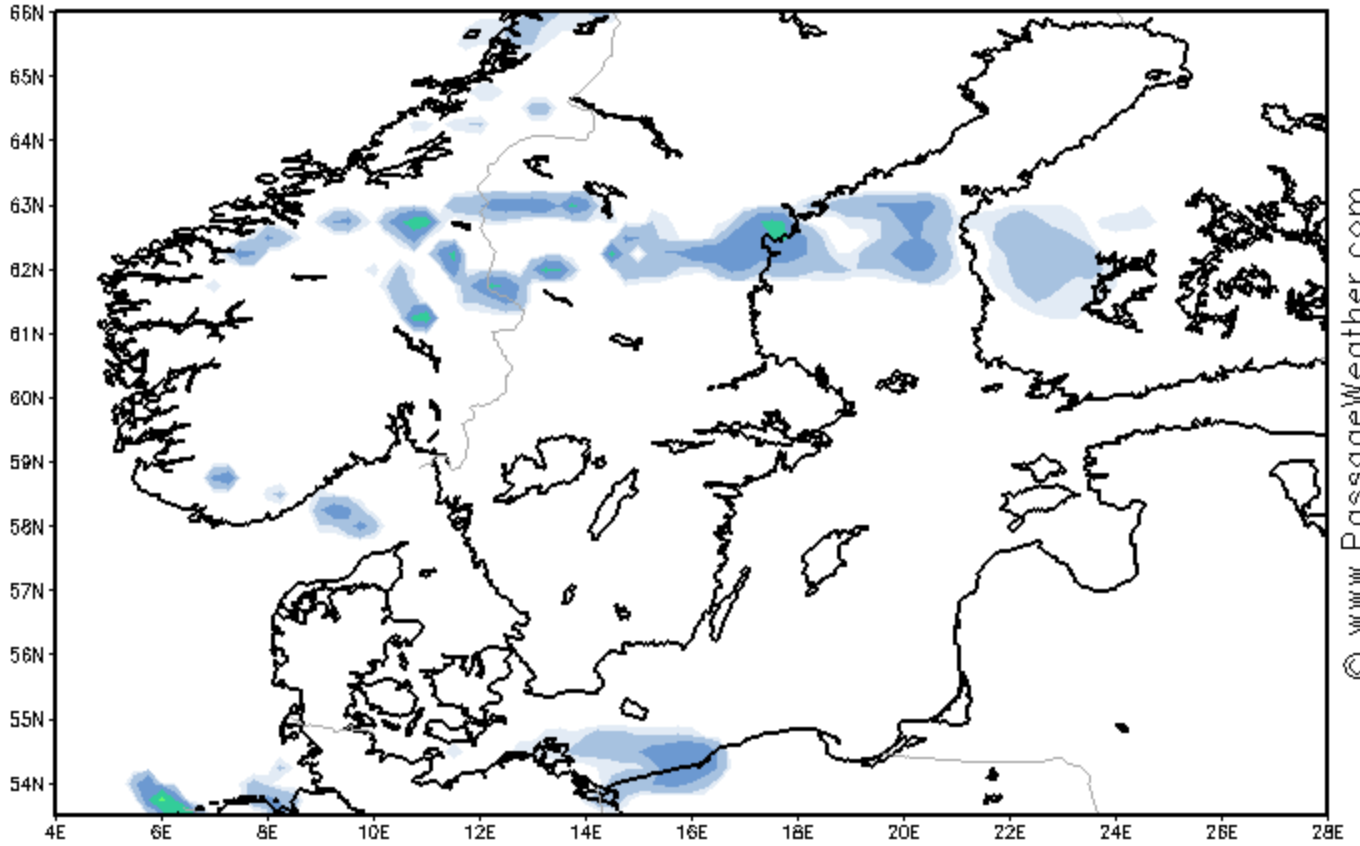 66N
65N
64N
63N
62N
61N
60N
59N
58N
57N
56N
55N
54N
4E 6E 8E 10E 12E 14E 16E 18E 20E 22E 24E 26E 28E
© www.PassageWeather.com